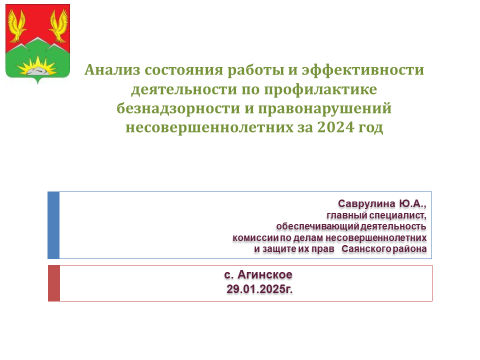 Анализ состояния работы и эффективности
деятельности по профилактике
безнадзорности и правонарушений
несовершеннолетних за 2024 год
Саврулина Ю.А.,
главный специалист,
обеспечивающий деятельность
комиссии по делам несовершеннолетних
и защите их прав Саянского района
с. Агинское
29.01.2025г.